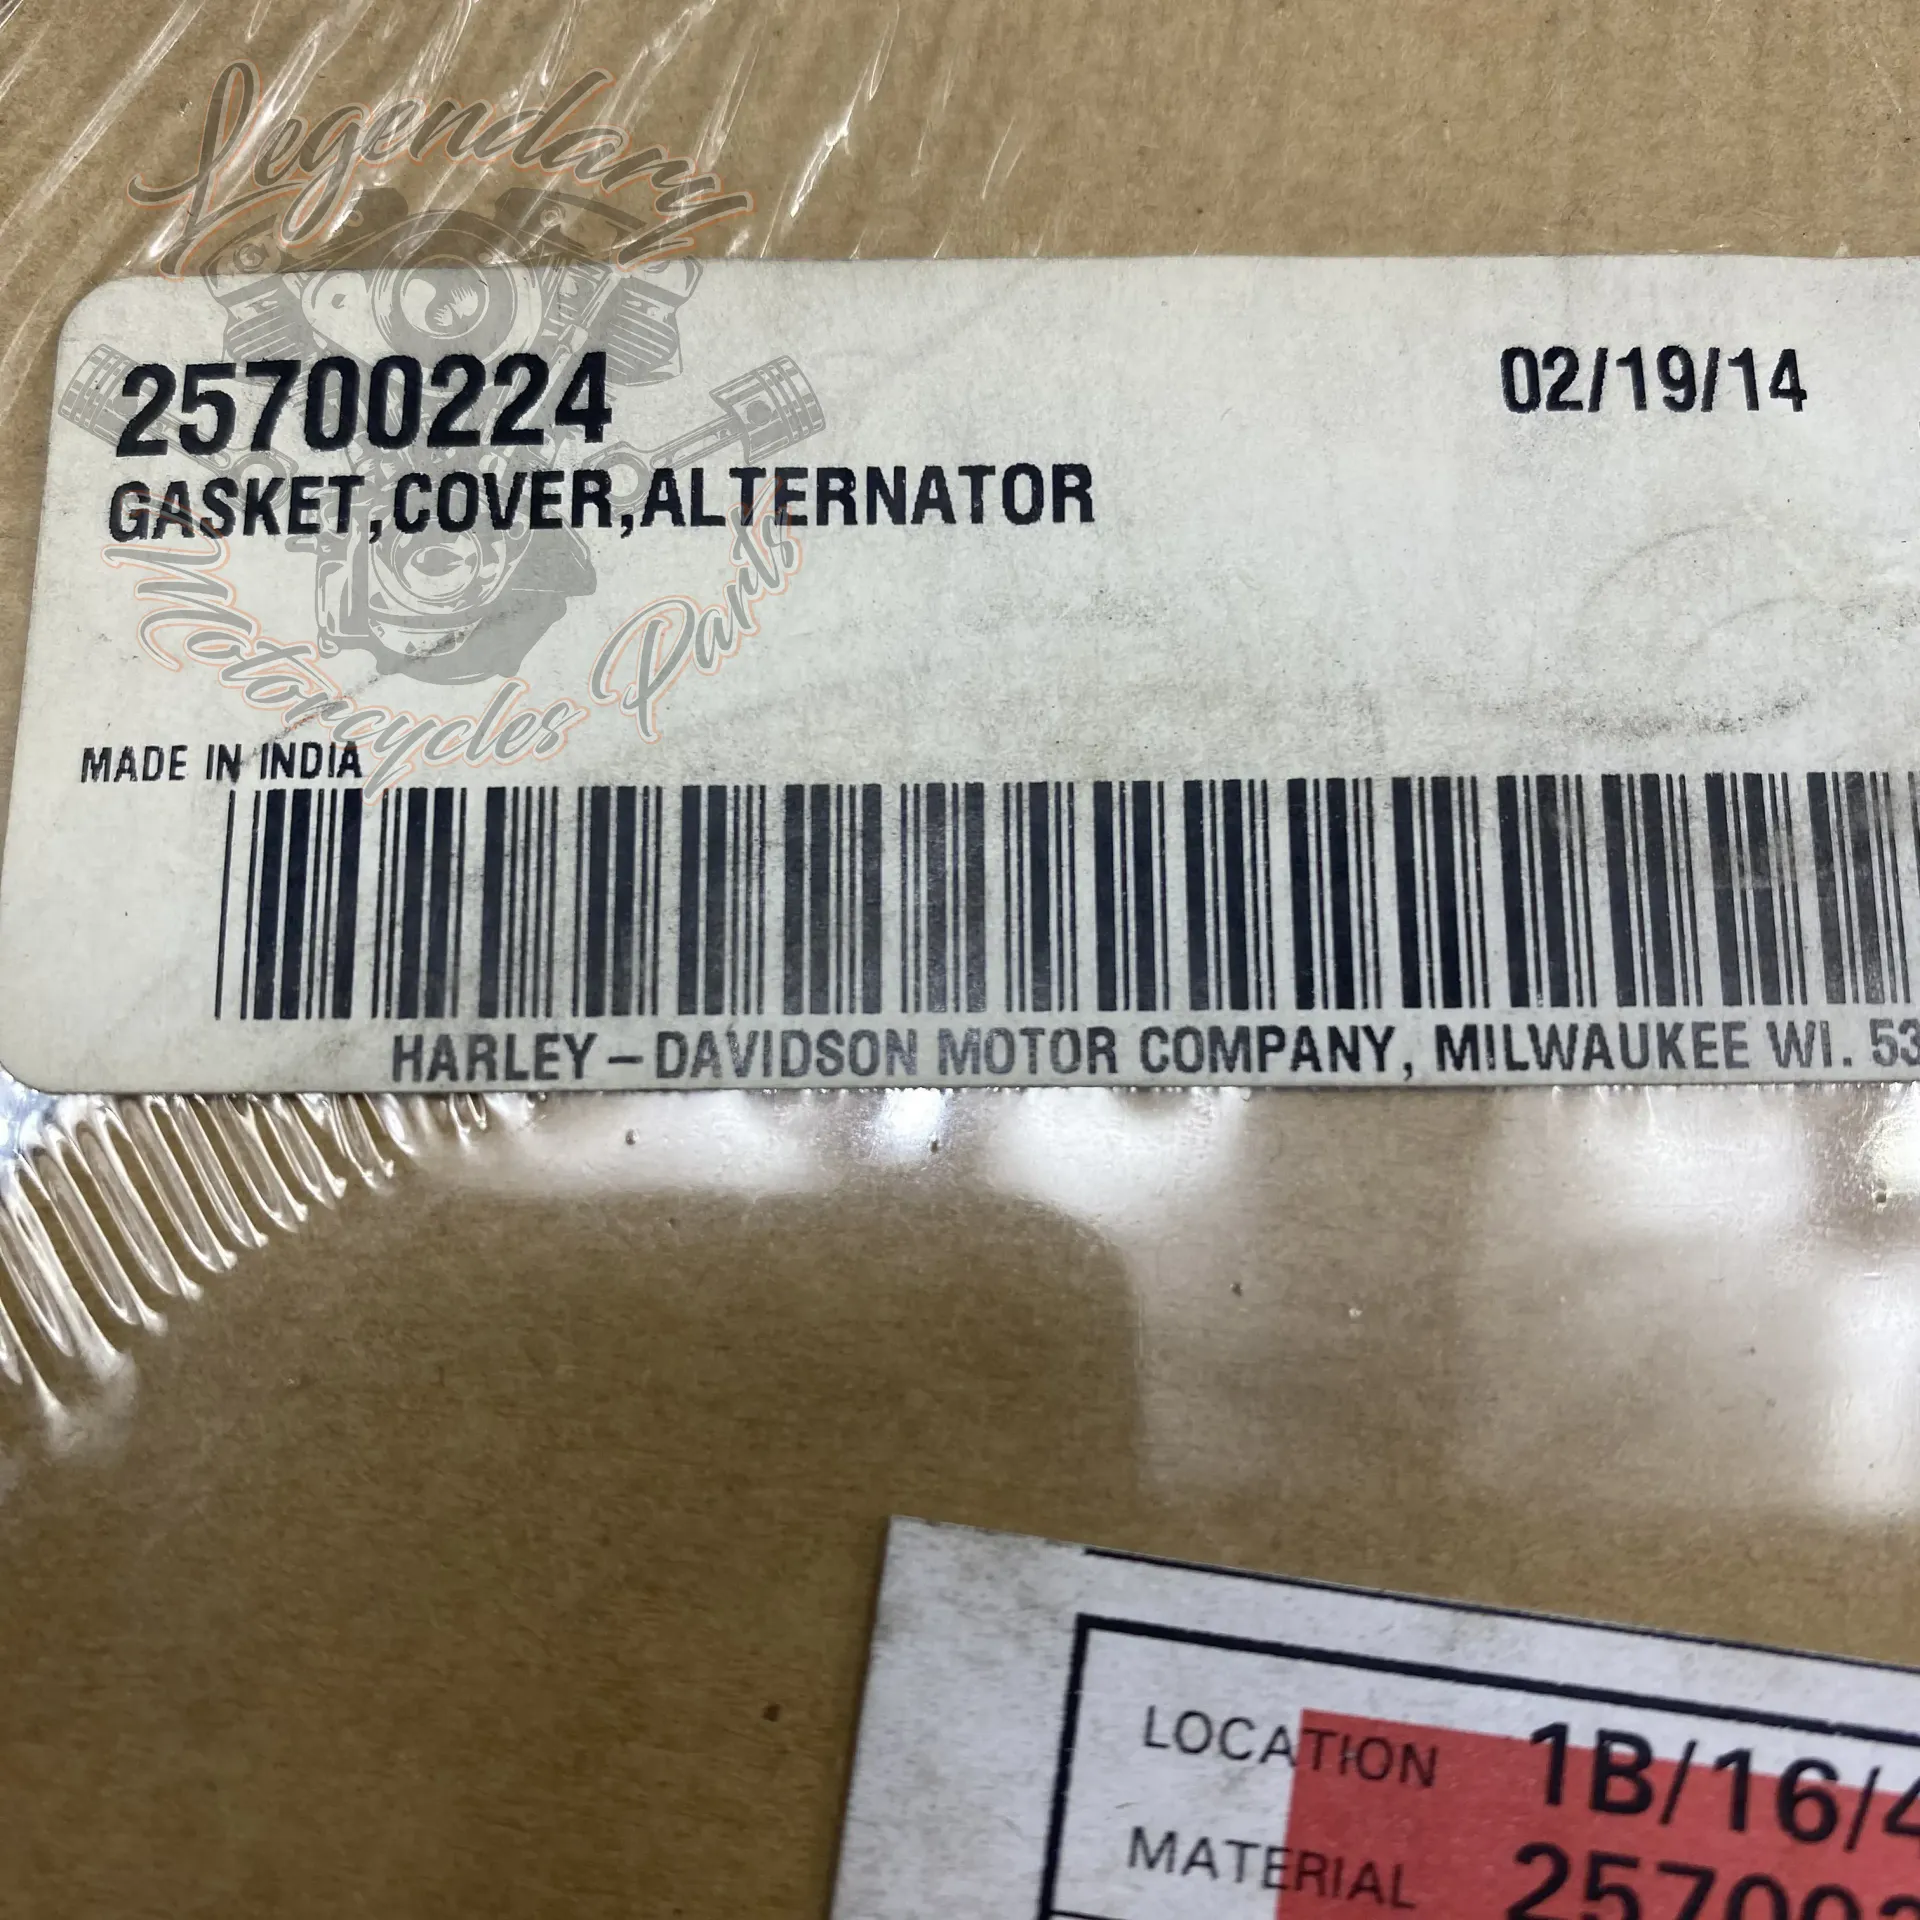 Legendary
25700224
02/19/14
GASKET,COVER,ALTERNATOR
Motorcycles Parts
MADE IN INDIA
HARLEY-DAVIDSON MOTOR COMPANY, MILWAUKEE WI. 53
LOCATION 1B/16/4
MATERIAL 257002